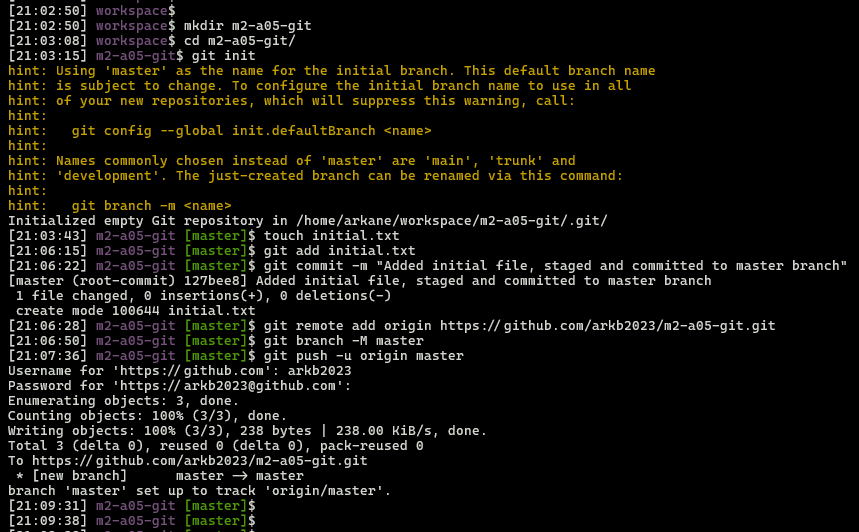 [21:02:50] workspace$
[21:02:50] workspace$ mkdir m2-a05-git
[21:03:08] workspace$ cd m2-a05-git/
[21:03:15] m2-a05-git$ git init
hint: Using 'master' as the name for the initial branch. This default branch name
hint: is subject to change. To configure the initial branch name to use in all
hint: of your new repositories, which will suppress this warning, call:
hint:
hint:   git config --global init.defaultBranch <name>
hint:
hint: Names commonly chosen instead of 'master' are 'main', 'trunk' and
hint: 'development'. The just-created branch can be renamed via this command:
hint:
hint:   git branch -m <name>
Initialized empty Git repository in /home/arkane/workspace/m2-a05-git/.git/
[21:03:43] m2-a05-git [master]$ touch initial.txt
[21:06:15] m2-a05-git [master]$ git add initial.txt
[21:06:22] m2-a05-git [master]$ git commit -m "Added initial file, staged and committed to master branch"
[master (root-commit) 127bee8] Added initial file, staged and committed to master branch
 1 file changed, 0 insertions(+), 0 deletions(-)
 create mode 100644 initial.txt
[21:06:28] m2-a05-git [master]$ git remote add origin https://github.com/arkb2023/m2-a05-git.git
[21:06:50] m2-a05-git [master]$ git branch -M master
[21:07:36] m2-a05-git [master]$ git push -u origin master
Username for 'https://github.com': arkb2023
Password for 'https://arkb2023@github.com':
Enumerating objects: 3, done.
Counting objects: 100% (3/3), done.
Writing objects: 100% (3/3), 238 bytes | 238.00 KiB/s, done.
Total 3 (delta 0), reused 0 (delta 0), pack-reused 0
To https://github.com/arkb2023/m2-a05-git.git
 * [new branch]      master -> master
branch 'master' set up to track 'origin/master'.
[21:09:31] m2-a05-git [master]$
[21:09:38] m2-a05-git [master]$